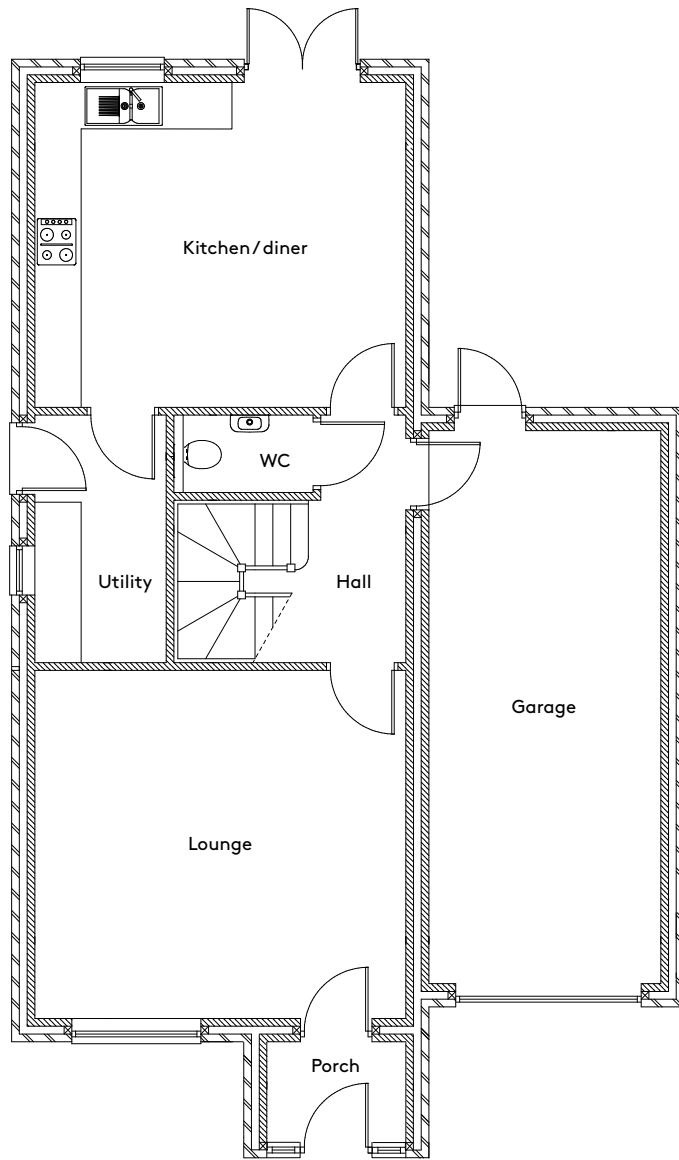 Kitchen / diner
WC
Utility
Hall
Garage
Lounge
Porch